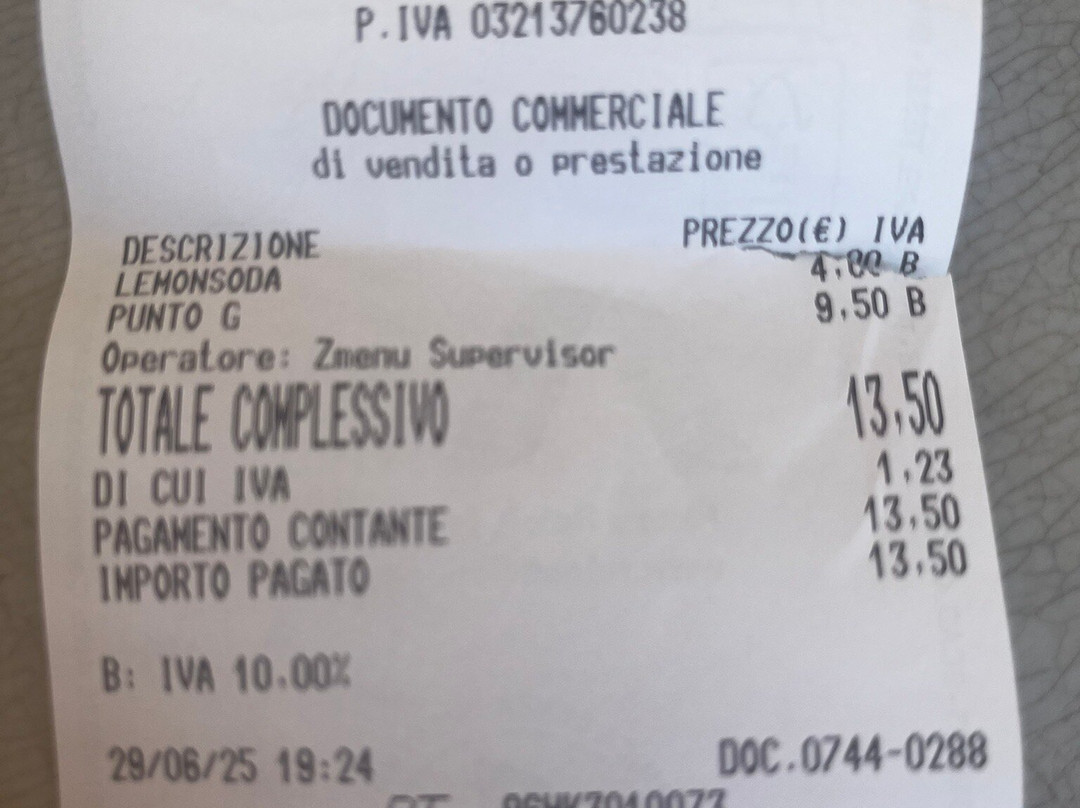 P.IVA 03213760238
DOCUMENTO COMMERCIALE
di vendita o prestazione
DESCRIZIONE PREZZO(€) IVA
LEMONSODA 4,00 B
PUNTO G 9,50 B
Operatore: Zmenu Supervisor
TOTALE COMPLESSIVO 13,50
DI CUI IVA 1,23
PAGAMENTO CONTANTE 13,50
IMPORTO PAGATO 13,50
B: IVA 10.00%
29/06/25 19:24 DOC.0744-0288